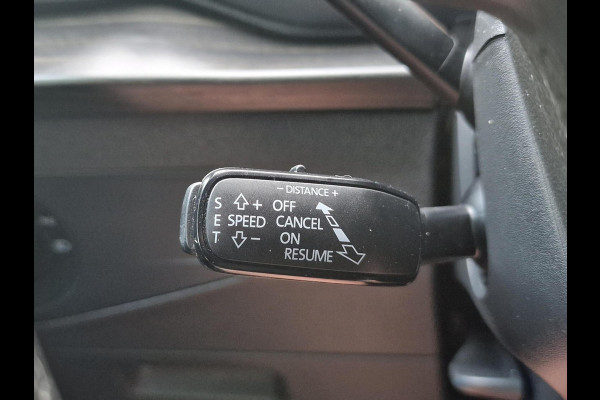 - DISTANCE +
S + OFF
E SPEED CANCEL
T - ON
RESUME